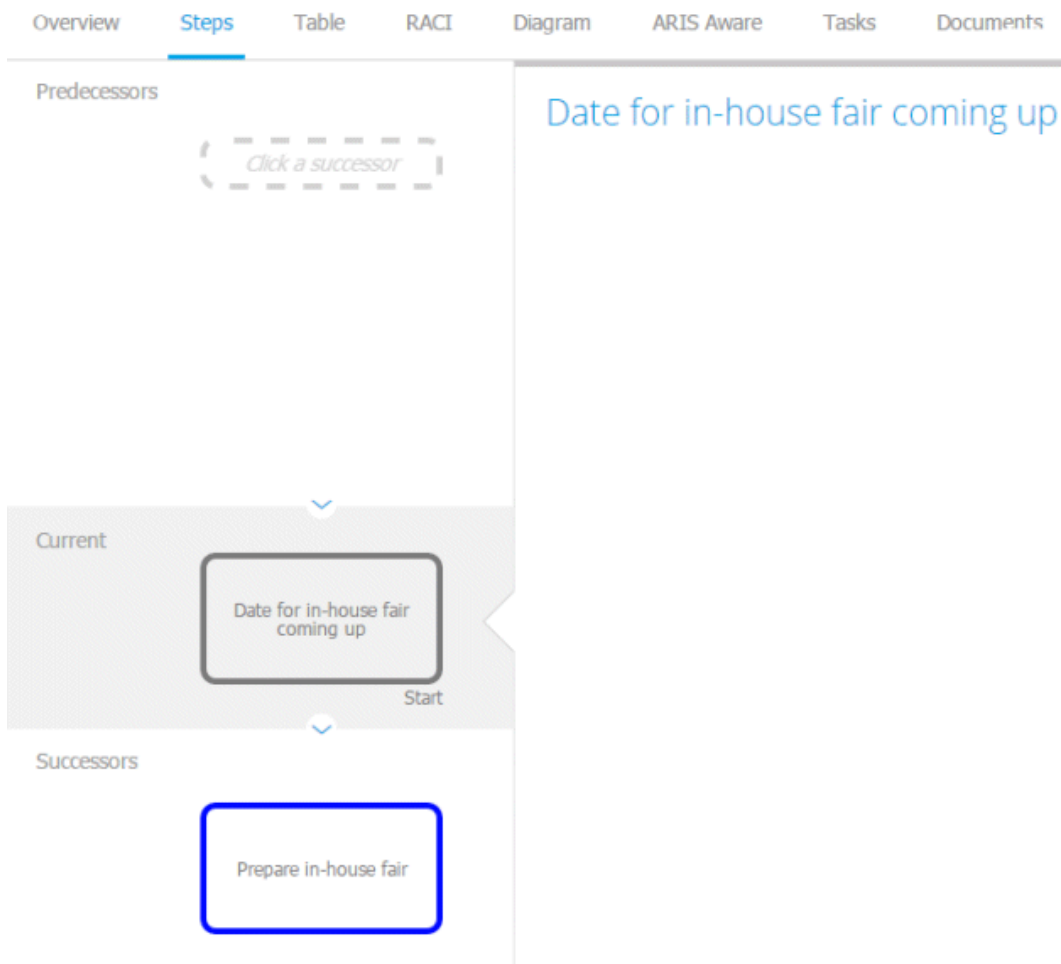 Overview Steps Table RACI Diagram ARIS Aware Tasks Documents
Predecessors
Click a successor
Date for in-house fair coming up
Current
Date for in-house fair
coming up
Start
Successors
Prepare in-house fair